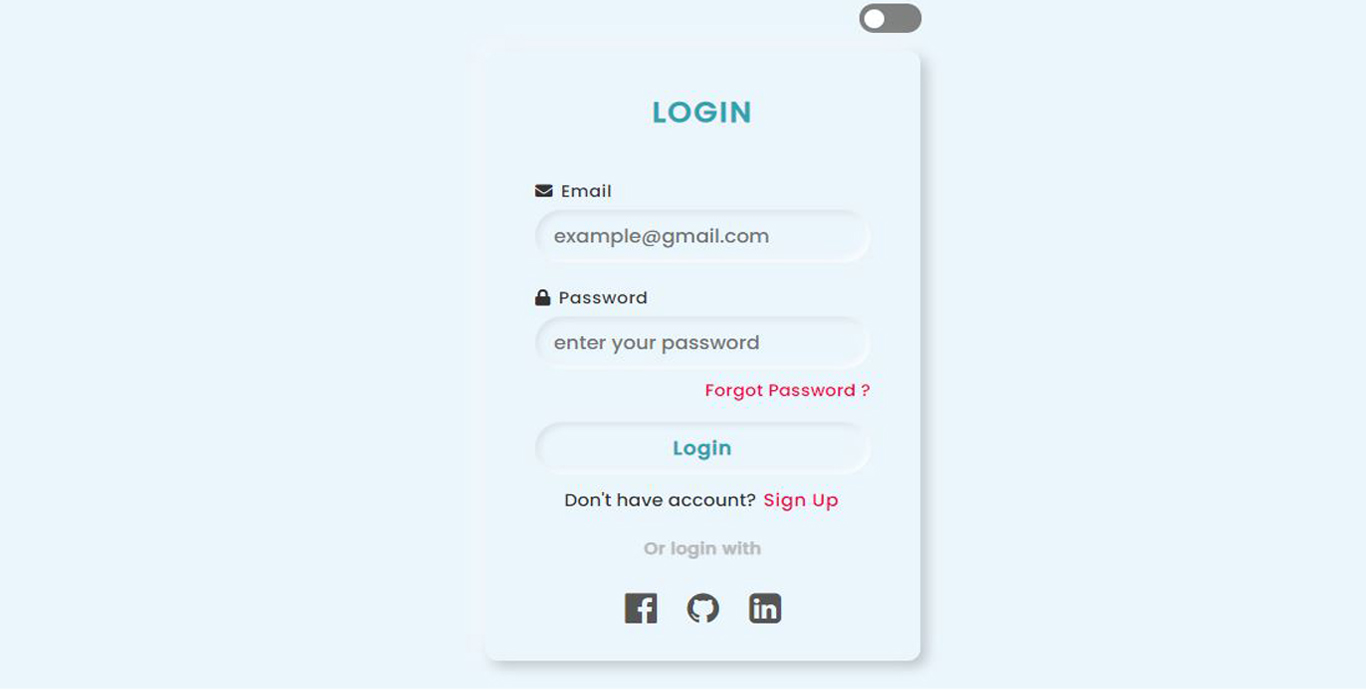 LOGIN
Email
example@gmail.com
Password
enter your password
Forgot Password ?
Login
Don't have account? Sign Up
Or login with